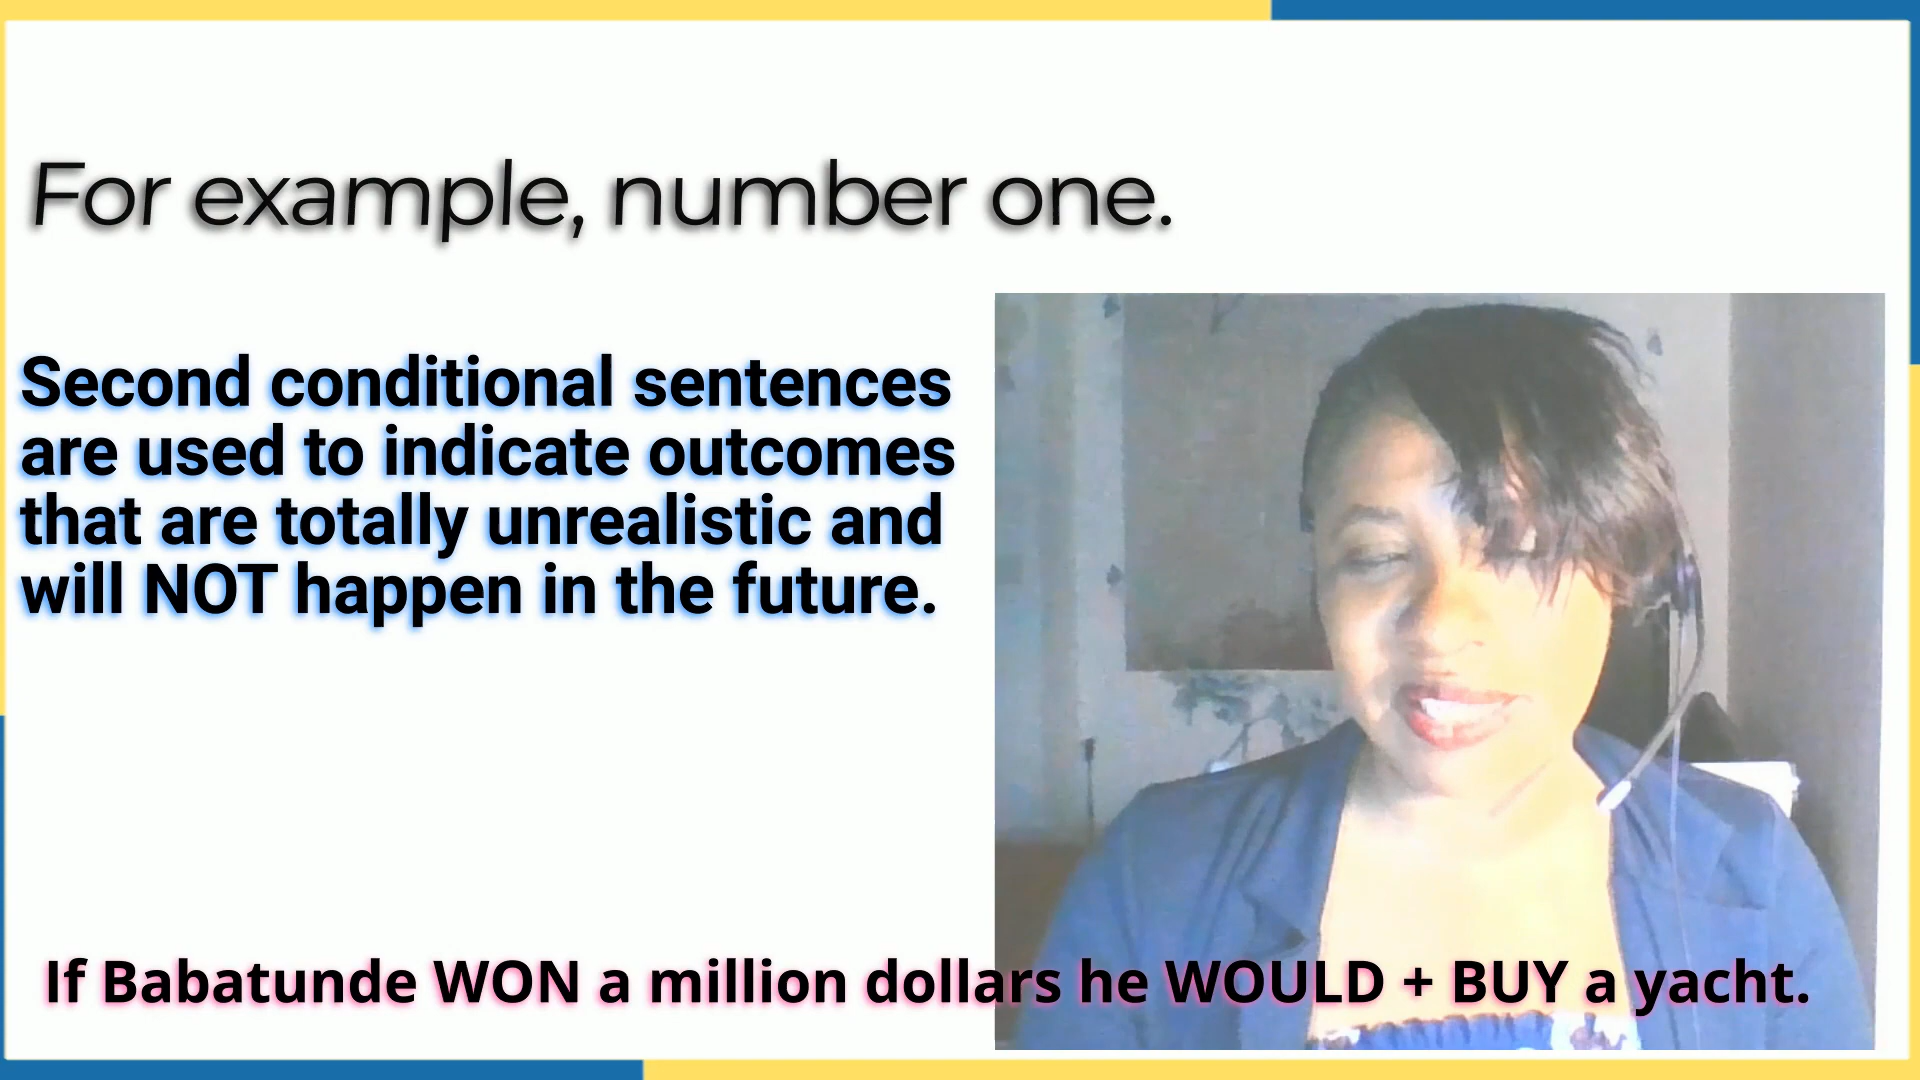 For example, number one.
Second conditional sentences
are used to indicate outcomes
that are totally unrealistic and
will NOT happen in the future.
If Babatunde WON a million dollars he WOULD + BUY a yacht.